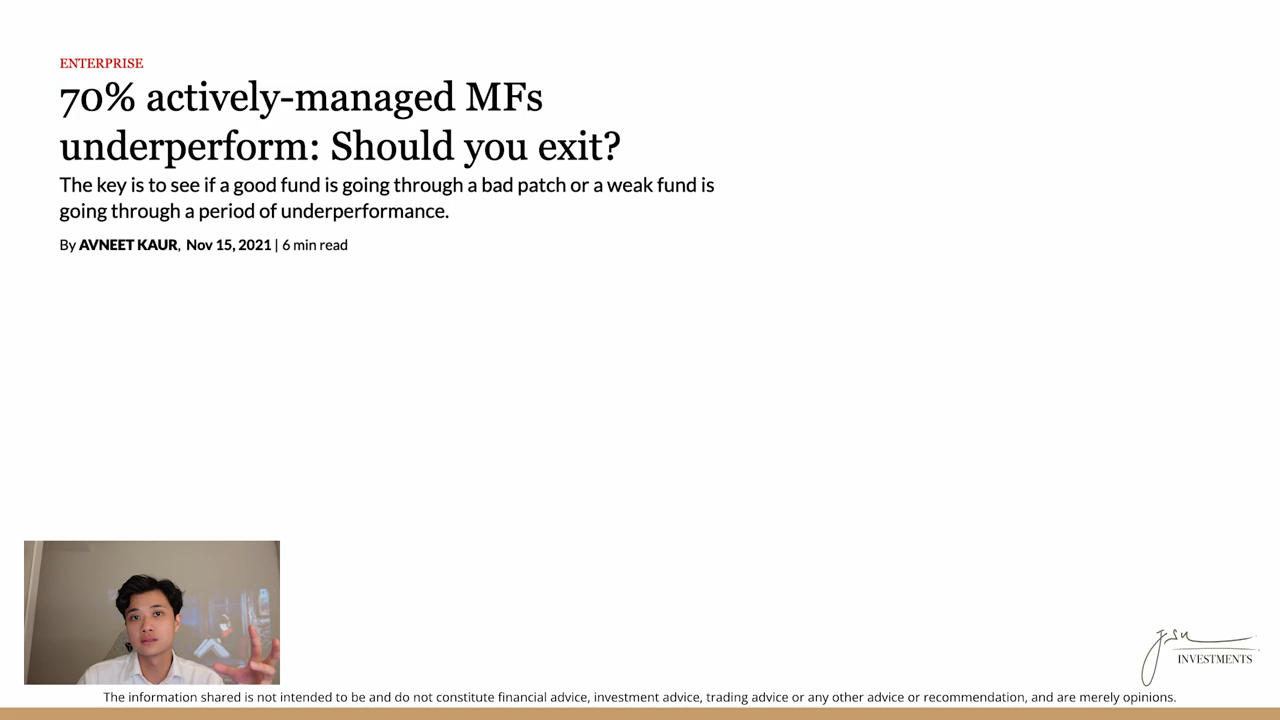 ENTERPRISE
70% actively-managed MFs
underperform: Should you exit?
The key is to see if a good fund is going through a bad patch or a weak fund is
going through a period of underperformance.
By AVNEET KAUR, Nov 15, 2021 | 6 min read
INVESTMENTS
The information shared is not intended to be and do not constitute financial advice, investment advice, trading advice or any other advice or recommendation, and are merely opinions.